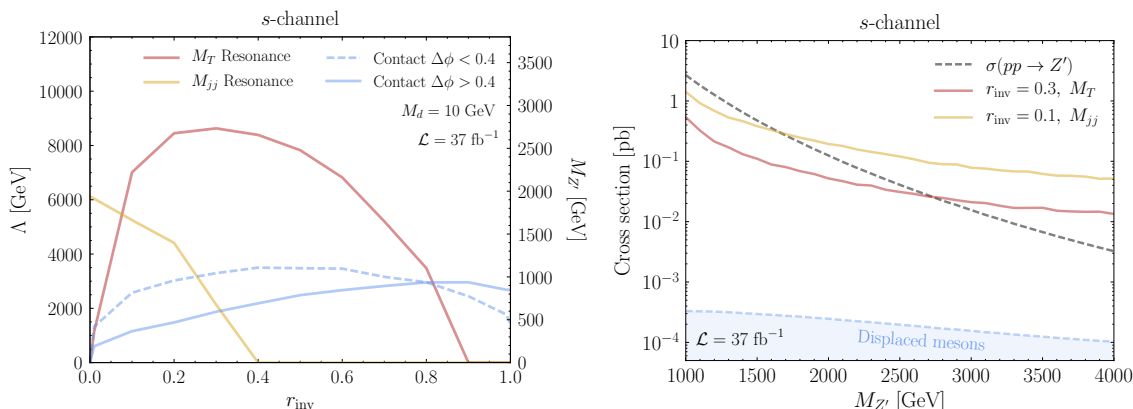 s-channel
12000
10000
8000
6000
4000
2000
0
Λ [GeV]
M_T Resonance
M_jj Resonance
Contact Δϕ < 0.4
Contact Δϕ > 0.4
M_d = 10 GeV
𝓛 = 37 fb⁻¹
3500
3000
2500
2000
1500
1000
500
0
M_Z′ [GeV]
0.0 0.2 0.4 0.6 0.8 1.0
r_inv
s-channel
10
1
10⁻¹
10⁻²
10⁻³
10⁻⁴
Cross section [pb]
σ(pp → Z′)
r_inv = 0.3, M_T
r_inv = 0.1, M_jj
𝓛 = 37 fb⁻¹
Displaced mesons
1000 1500 2000 2500 3000 3500 4000
M_Z′ [GeV]